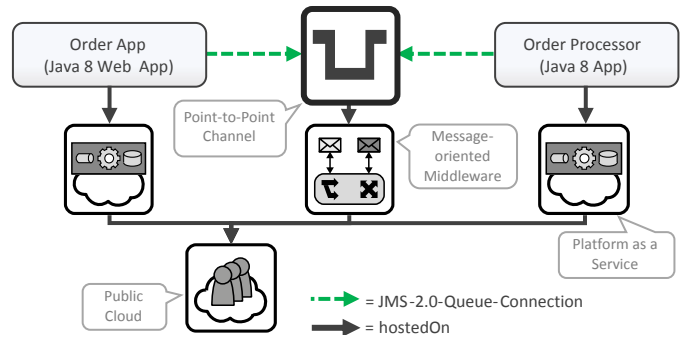 Order App
(Java 8 Web App)
Order Processor
(Java 8 App)
Point-to-Point
Channel
Message-
oriented
Middleware
Platform as a
Service
Public
Cloud
= JMS-2.0-Queue-Connection
= hostedOn